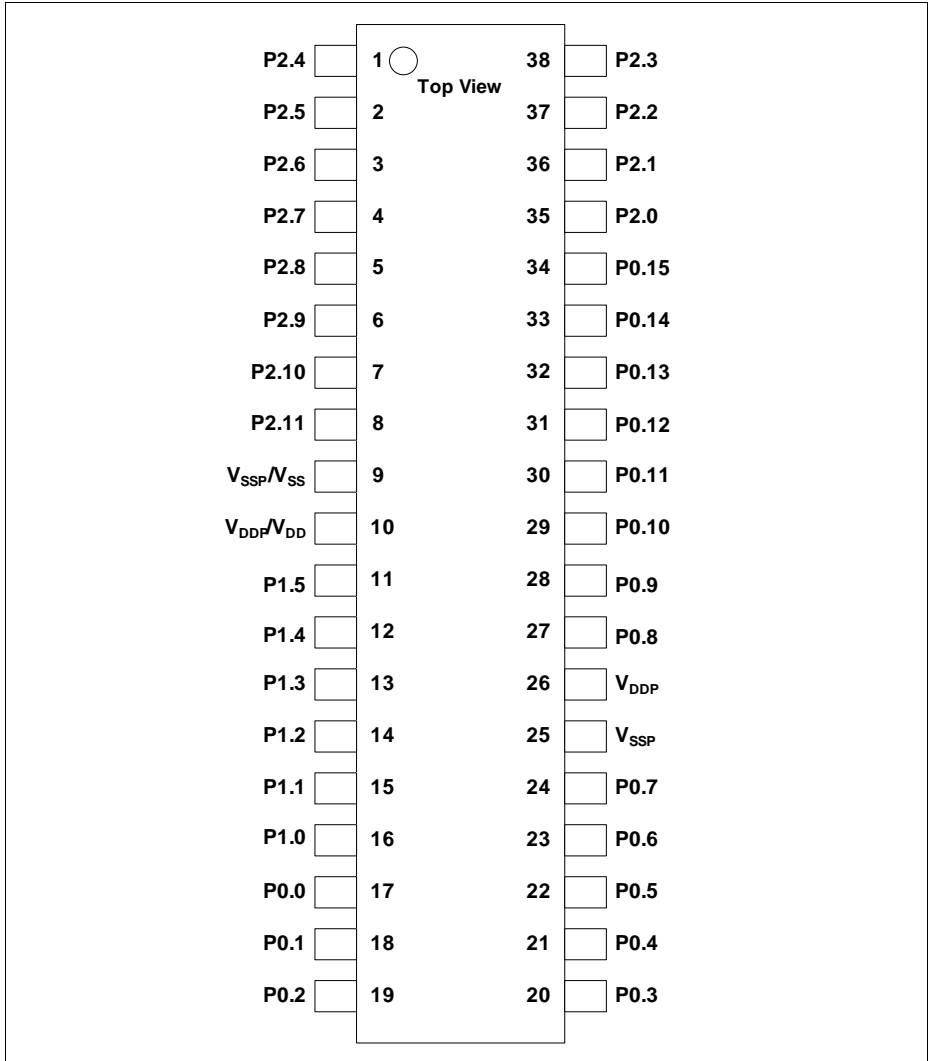 P2.4 1 38 P2.3
Top View
P2.5 2 37 P2.2
P2.6 3 36 P2.1
P2.7 4 35 P2.0
P2.8 5 34 P0.15
P2.9 6 33 P0.14
P2.10 7 32 P0.13
P2.11 8 31 P0.12
VSSP/VSS 9 30 P0.11
VDDP/VDD 10 29 P0.10
P1.5 11 28 P0.9
P1.4 12 27 P0.8
P1.3 13 26 VDDP
P1.2 14 25 VSSP
P1.1 15 24 P0.7
P1.0 16 23 P0.6
P0.0 17 22 P0.5
P0.1 18 21 P0.4
P0.2 19 20 P0.3